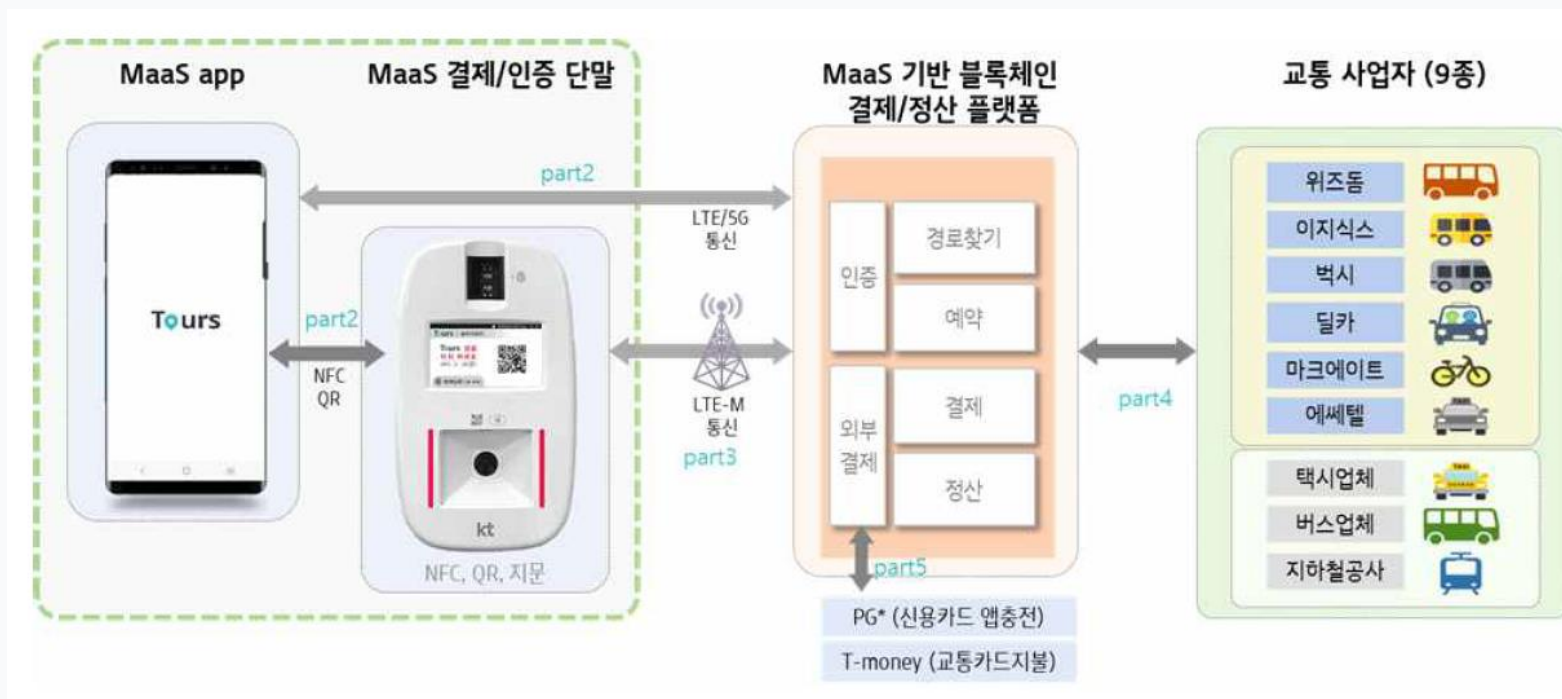 MaaS app
MaaS 결제/인증 단말
MaaS 기반 블록체인
결제/정산 플랫폼
교통 사업자 (9종)
part2
LTE/5G
통신
Tours
part2
NFC
QR
Tours
kt
NFC, QR, 지문
LTE-M
통신
part3
인증
경로찾기
예약
외부
결제
결제
정산
part5
PG* (신용카드 앱충전)
T-money (교통카드지불)
part4
위즈돔
이지식스
벅시
딜카
마크에이트
에쎄텔
택시업체
버스업체
지하철공사
TAXI